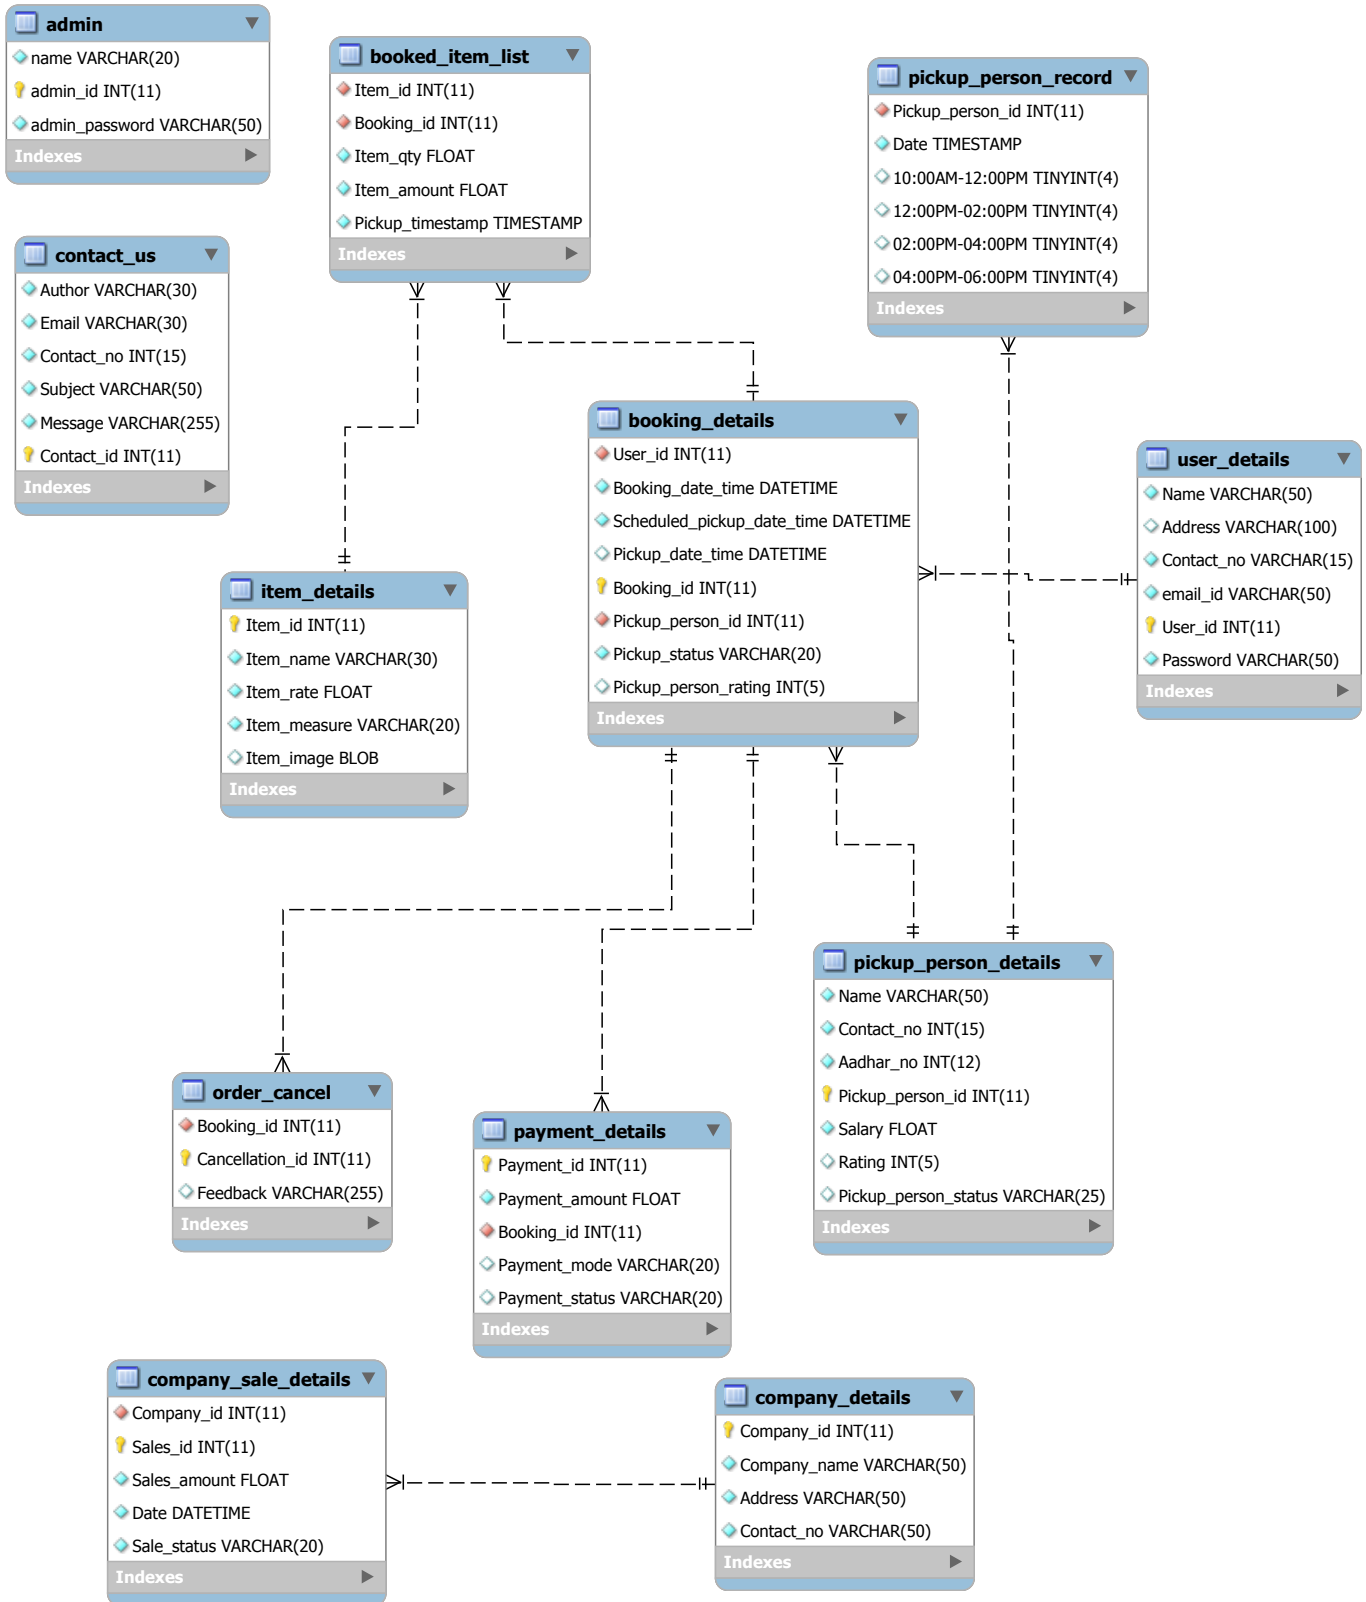 admin
name VARCHAR(20)
admin_id INT(11)
admin_password VARCHAR(50)
Indexes
booked_item_list
Item_id INT(11)
Booking_id INT(11)
Item_qty FLOAT
Item_amount FLOAT
Pickup_timestamp TIMESTAMP
Indexes
pickup_person_record
Pickup_person_id INT(11)
Date TIMESTAMP
10:00AM-12:00PM TINYINT(4)
12:00PM-02:00PM TINYINT(4)
02:00PM-04:00PM TINYINT(4)
04:00PM-06:00PM TINYINT(4)
Indexes
contact_us
Author VARCHAR(30)
Email VARCHAR(30)
Contact_no INT(15)
Subject VARCHAR(50)
Message VARCHAR(255)
Contact_id INT(11)
Indexes
booking_details
User_id INT(11)
Booking_date_time DATETIME
Scheduled_pickup_date_time DATETIME
Pickup_date_time DATETIME
Booking_id INT(11)
Pickup_person_id INT(11)
Pickup_status VARCHAR(20)
Pickup_person_rating INT(5)
Indexes
user_details
Name VARCHAR(50)
Address VARCHAR(100)
Contact_no VARCHAR(15)
email_id VARCHAR(50)
User_id INT(11)
Password VARCHAR(50)
Indexes
item_details
Item_id INT(11)
Item_name VARCHAR(30)
Item_rate FLOAT
Item_measure VARCHAR(20)
Item_image BLOB
Indexes
pickup_person_details
Name VARCHAR(50)
Contact_no INT(15)
Aadhar_no INT(12)
Pickup_person_id INT(11)
Salary FLOAT
Rating INT(5)
Pickup_person_status VARCHAR(25)
Indexes
order_cancel
Booking_id INT(11)
Cancellation_id INT(11)
Feedback VARCHAR(255)
Indexes
payment_details
Payment_id INT(11)
Payment_amount FLOAT
Booking_id INT(11)
Payment_mode VARCHAR(20)
Payment_status VARCHAR(20)
Indexes
company_sale_details
Company_id INT(11)
Sales_id INT(11)
Sales_amount FLOAT
Date DATETIME
Sale_status VARCHAR(20)
Indexes
company_details
Company_id INT(11)
Company_name VARCHAR(50)
Address VARCHAR(50)
Contact_no VARCHAR(50)
Indexes